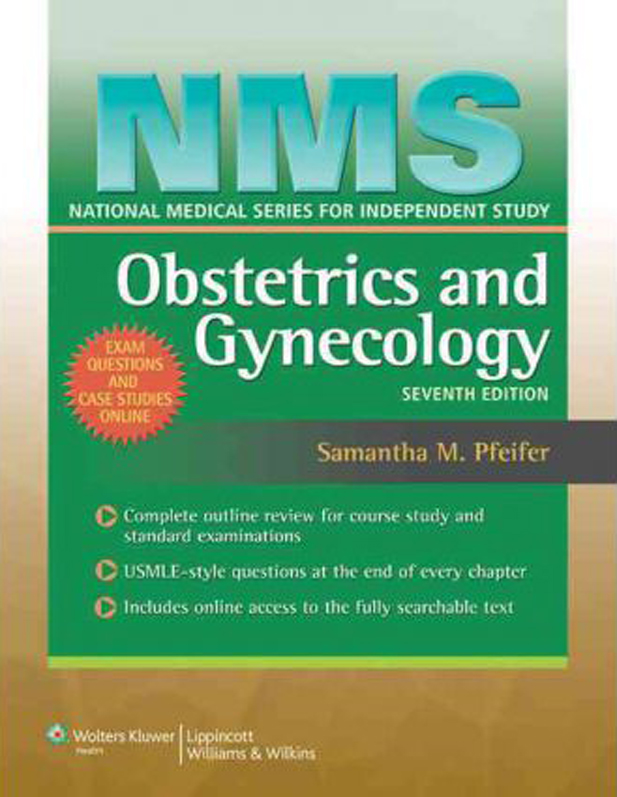 NMS
NATIONAL MEDICAL SERIES FOR INDEPENDENT STUDY
Obstetrics and
Gynecology
SEVENTH EDITION
EXAM
QUESTIONS
AND
CASE STUDIES
ONLINE
Samantha M. Pfeifer
Complete outline review for course study and
standard examinations
USMLE-style questions at the end of every chapter
Includes online access to the fully searchable text
Wolters Kluwer
Health
Lippincott
Williams & Wilkins